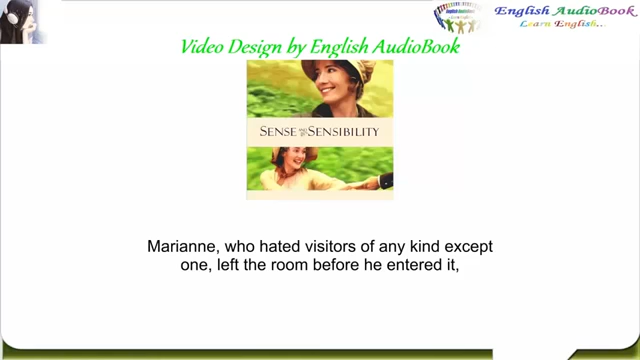 English AudioBook
Learn English...
Video Design by English AudioBook
SENSE AND SENSIBILITY
Marianne, who hated visitors of any kind except
one, left the room before he entered it,